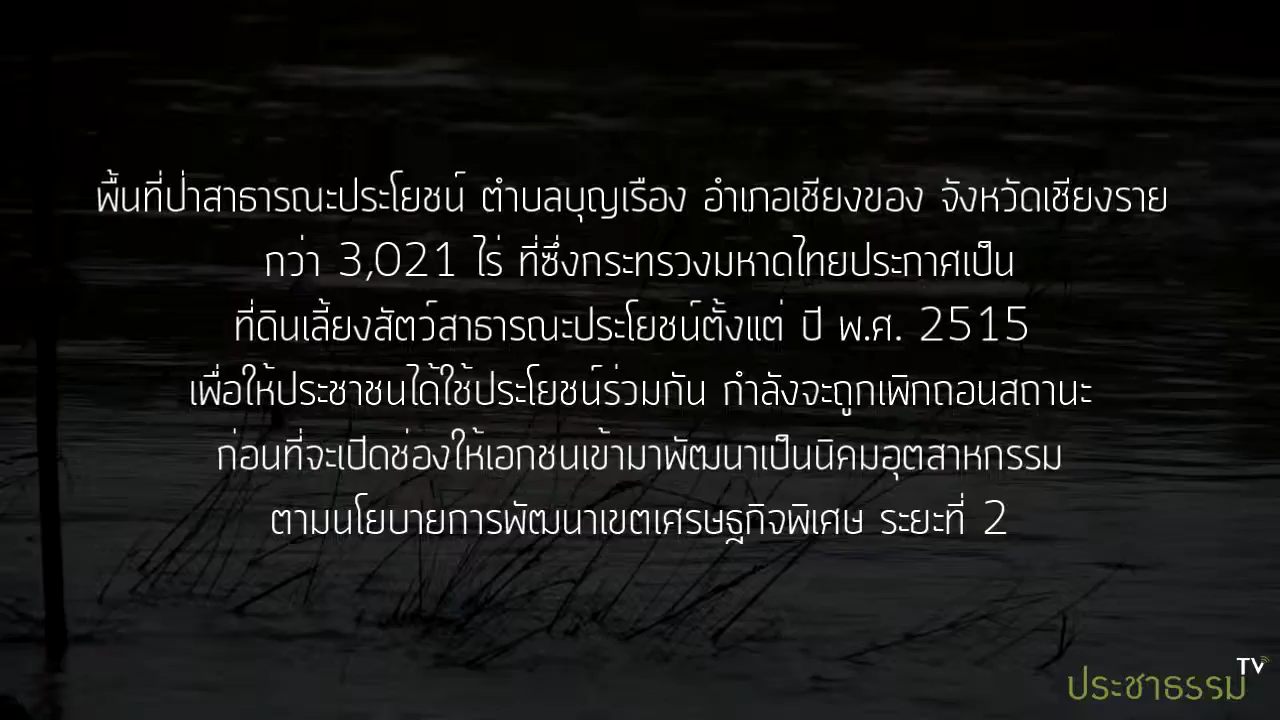 พื้นที่ป่าสาธารณะประโยชน์ ตำบลบุญเรือง อำเภอเชียงของ จังหวัดเชียงราย
กว่า 3,021 ไร่ ที่ซึ่งกระทรวงมหาดไทยประกาศเป็น
ที่ดินเลี้ยงสัตว์สาธารณะประโยชน์ตั้งแต่ ปี พ.ศ. 2515
เพื่อให้ประชาชนได้ใช้ประโยชน์ร่วมกัน กำลังจะถูกเพิกถอนสถานะ
ก่อนที่จะเปิดช่องให้เอกชนเข้ามาพัฒนาเป็นนิคมอุตสาหกรรม
ตามนโยบายการพัฒนาเขตเศรษฐกิจพิเศษ ระยะที่ 2
ประชาธรรม TV